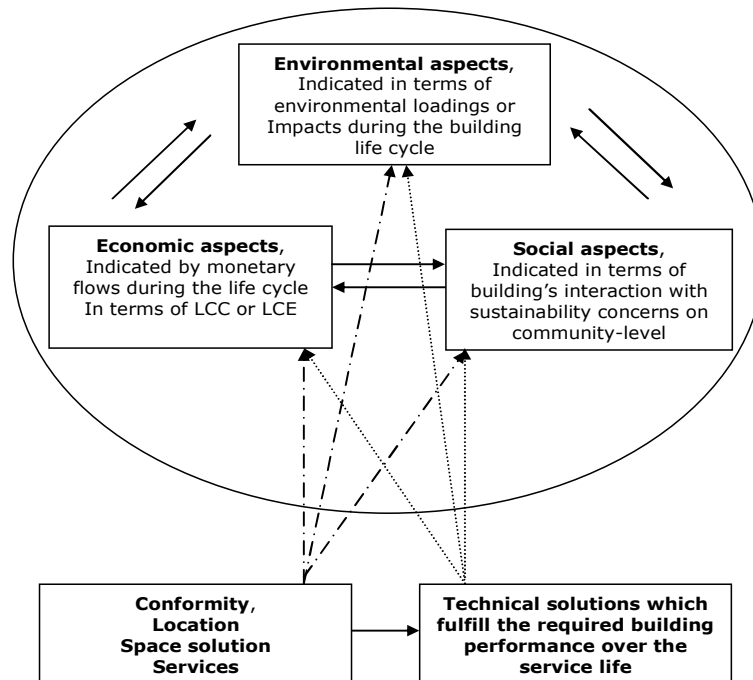 Environmental aspects,
Indicated in terms of
environmental loadings or
Impacts during the building
life cycle
Economic aspects,
Indicated by monetary
flows during the life cycle
In terms of LCC or LCE
Social aspects,
Indicated in terms of
building’s interaction with
sustainability concerns on
community-level
Conformity,
Location
Space solution
Services
Technical solutions which
fulfill the required building
performance over the
service life